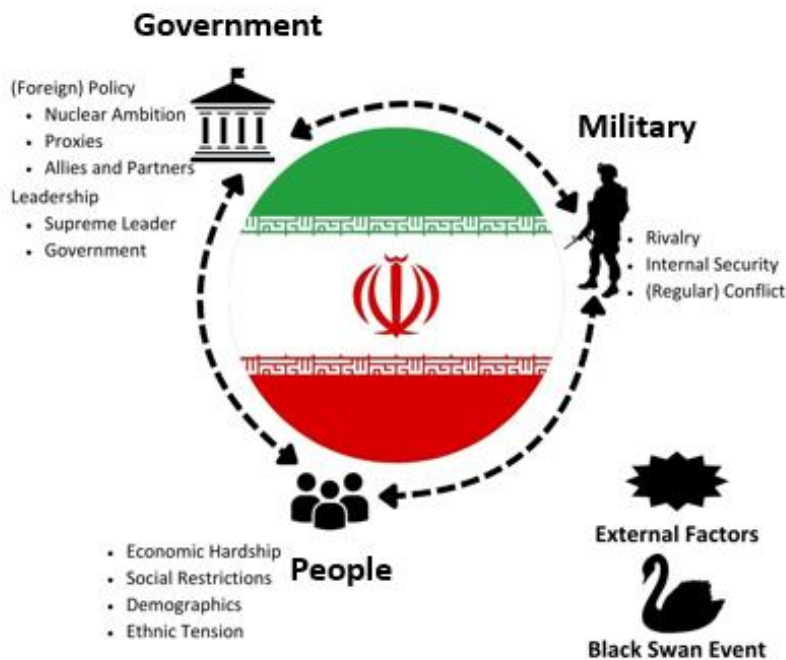 Government
(Foreign) Policy
• Nuclear Ambition
• Proxies
• Allies and Partners
Leadership
• Supreme Leader
• Government
Military
• Rivalry
• Internal Security
• (Regular) Conflict
• Economic Hardship
• Social Restrictions
• Demographics
• Ethnic Tension
People
External Factors
Black Swan Event